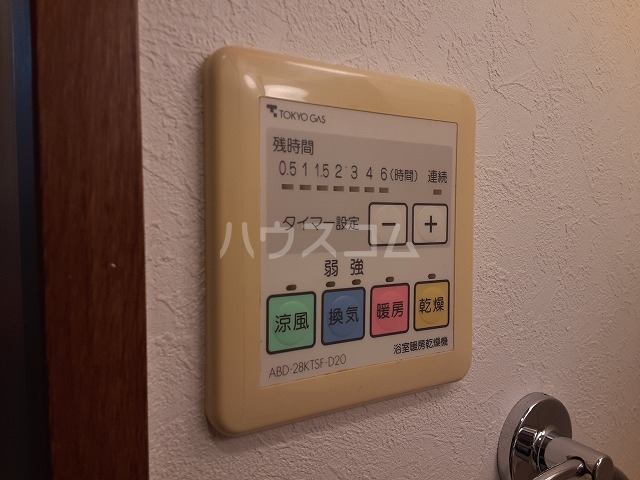 TOKYO GAS
残時間
0.5 1 1.5 2 3 4 6 (時間) 連続
タイマー設定 − +
ハウスコム
弱 強
涼風 換気 暖房 乾燥
浴室暖房乾燥機
ABD-28KTSF-D20